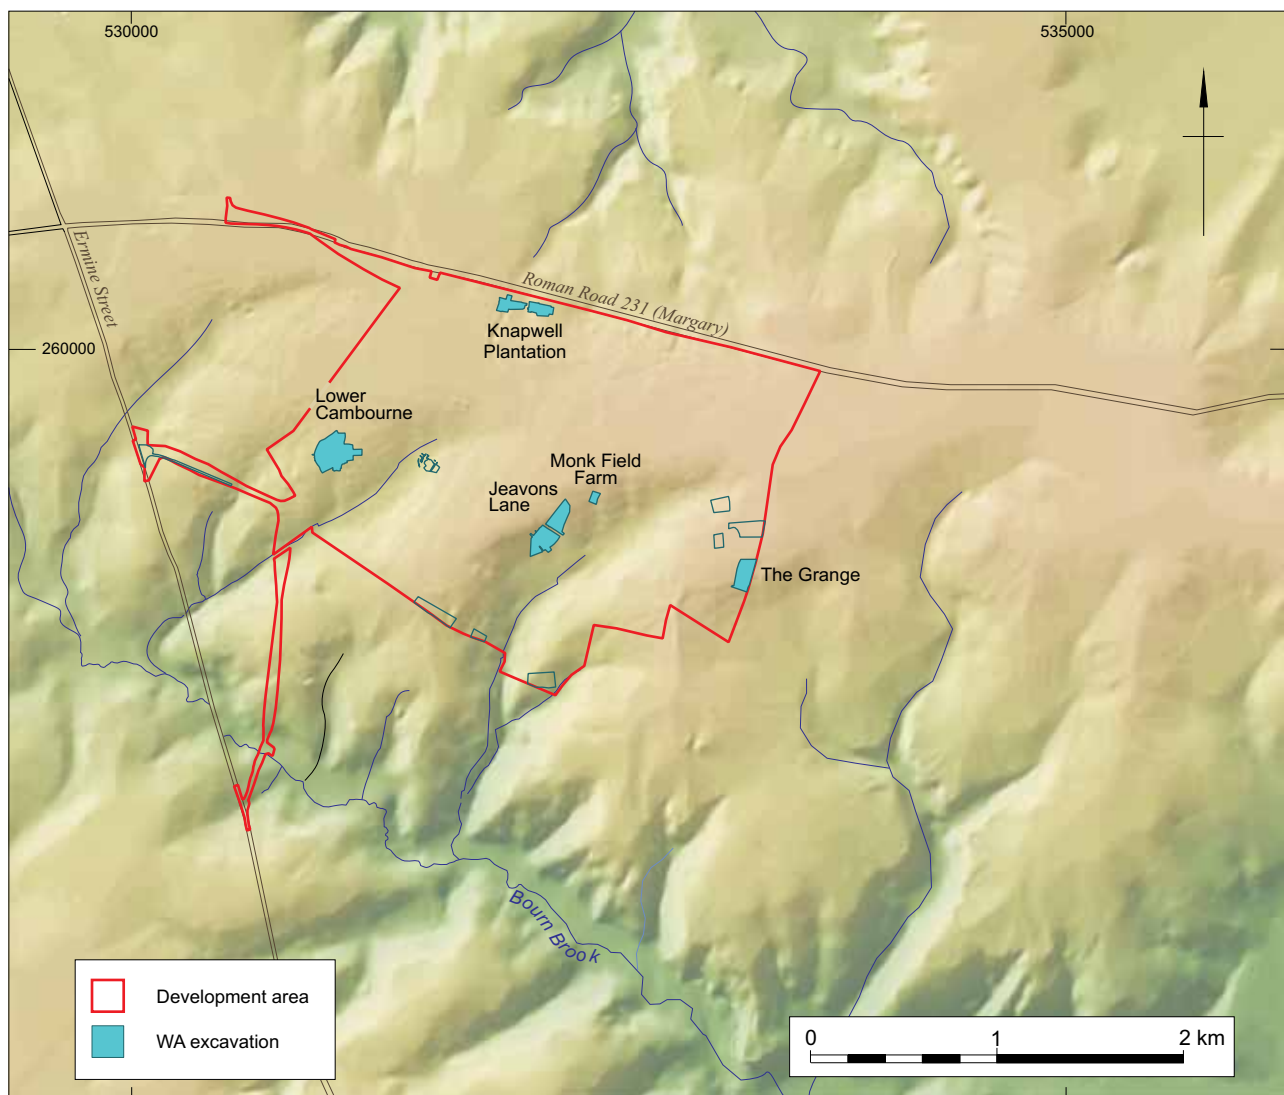 530000
535000
Ermine Street
Roman Road 231 (Margary)
Knapwell
Plantation
260000
Lower
Cambourne
Monk Field
Farm
Jeavons
Lane
The Grange
Bourn Brook
Development area
WA excavation
0 1 2 km